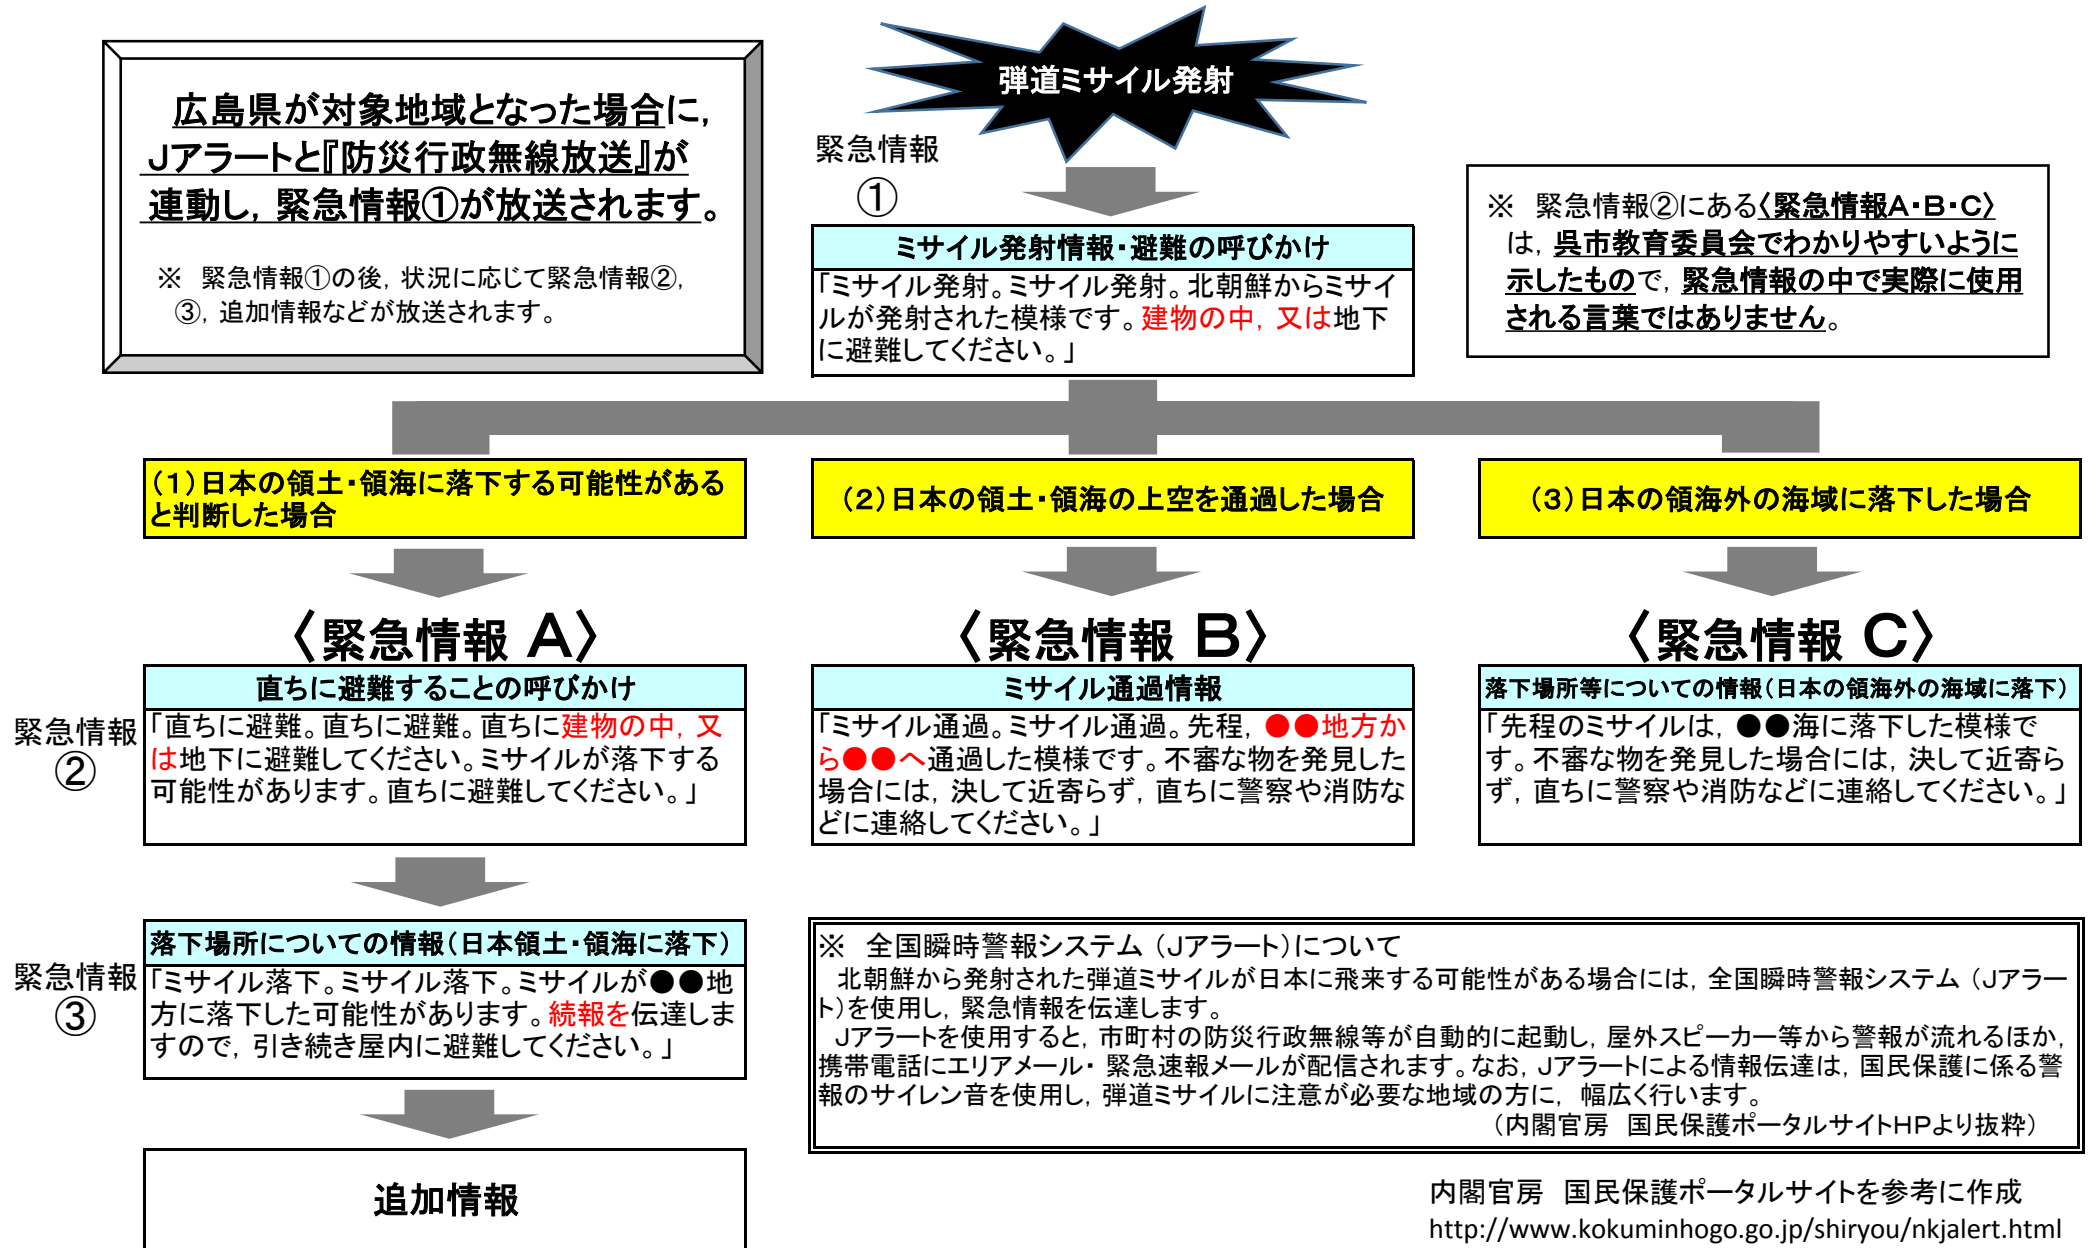 弾道ミサイル発射
広島県が対象地域となった場合に,
Jアラートと『防災行政無線放送』が
連動し, 緊急情報①が放送されます。
※ 緊急情報①の後, 状況に応じて緊急情報②,
③, 追加情報などが放送されます。
緊急情報
①
ミサイル発射情報・避難の呼びかけ
「ミサイル発射。ミサイル発射。北朝鮮からミサイ
ルが発射された模様です。建物の中, 又は地下
に避難してください。」
※ 緊急情報②にある〈緊急情報A・B・C〉
は, 呉市教育委員会でわかりやすいように
示したもので, 緊急情報の中で実際に使用
される言葉ではありません。
(1)日本の領土・領海に落下する可能性がある
と判断した場合
(2)日本の領土・領海の上空を通過した場合
(3)日本の領海外の海域に落下した場合
〈緊急情報 A〉
〈緊急情報 B〉
〈緊急情報 C〉
緊急情報
②
直ちに避難することの呼びかけ
「直ちに避難。直ちに避難。直ちに建物の中, 又
は地下に避難してください。ミサイルが落下する
可能性があります。直ちに避難してください。」
ミサイル通過情報
「ミサイル通過。ミサイル通過。先程, ●●地方か
ら●●へ通過した模様です。不審な物を発見した
場合には, 決して近寄らず, 直ちに警察や消防な
どに連絡してください。」
落下場所等についての情報(日本の領海外の海域に落下)
「先程のミサイルは, ●●海に落下した模様で
す。不審な物を発見した場合には, 決して近寄ら
ず, 直ちに警察や消防などに連絡してください。」
緊急情報
③
落下場所についての情報(日本領土・領海に落下)
「ミサイル落下。ミサイル落下。ミサイルが●●地
方に落下した可能性があります。続報を伝達しま
すので, 引き続き屋内に避難してください。」
追加情報
※ 全国瞬時警報システム (Jアラート)について
北朝鮮から発射された弾道ミサイルが日本に飛来する可能性がある場合には, 全国瞬時警報システム (Jアラー
ト)を使用し, 緊急情報を伝達します。
Jアラートを使用すると, 市町村の防災行政無線等が自動的に起動し, 屋外スピーカー等から警報が流れるほか,
携帯電話にエリアメール・ 緊急速報メールが配信されます。なお, Jアラートによる情報伝達は, 国民保護に係る警
報のサイレン音を使用し, 弾道ミサイルに注意が必要な地域の方に, 幅広く行います。
(内閣官房 国民保護ポータルサイトHPより抜粋)
内閣官房 国民保護ポータルサイトを参考に作成
http://www.kokuminhogo.go.jp/shiryou/nkjalert.html